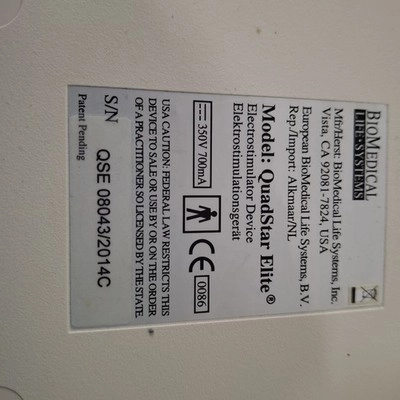 BIOMEDICAL
LIFE-SYSTEMS
Mfr/Herst: BioMedical Life Systems, Inc.
Vista, CA 92081-7824, USA
European BioMedical Life Systems, B.V.
Rep./Import: Alkmaar/NL
Model: QuadStar Elite®
Electrostimulator Device
Elektrostimulationsgerät
350V 700mA
CE 0086
USA CAUTION: FEDERAL LAW RESTRICTS THIS
DEVICE TO SALE OR USE BY OR ON THE ORDER
OF A PRACTITIONER SO LICENSED BY THE STATE
S/N QSE 08043/2014C
Patent Pending